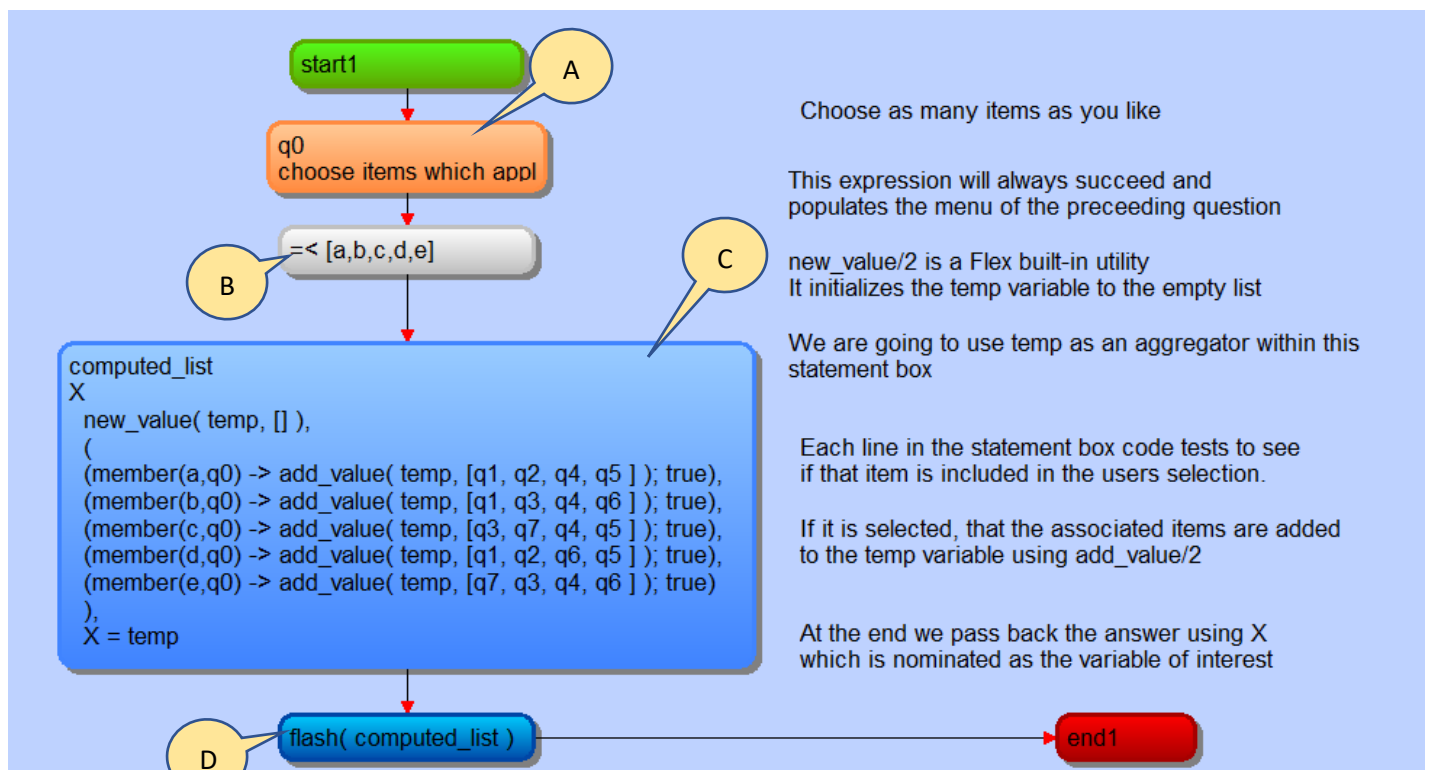 start1
A
Choose as many items as you like
q0
choose items which appl
This expression will always succeed and
populates the menu of the preceeding question
=< [a,b,c,d,e]
B
C
new_value/2 is a Flex built-in utility
It initializes the temp variable to the empty list
We are going to use temp as an aggregator within this
statement box
computed_list
X
new_value( temp, [] ),
(
(member(a,q0) -> add_value( temp, [q1, q2, q4, q5 ] ); true),
(member(b,q0) -> add_value( temp, [q1, q3, q4, q6 ] ); true),
(member(c,q0) -> add_value( temp, [q3, q7, q4, q5 ] ); true),
(member(d,q0) -> add_value( temp, [q1, q2, q6, q5 ] ); true),
(member(e,q0) -> add_value( temp, [q7, q3, q4, q6 ] ); true)
),
X = temp
Each line in the statement box code tests to see
if that item is included in the users selection.
If it is selected, that the associated items are added
to the temp variable using add_value/2
At the end we pass back the answer using X
which is nominated as the variable of interest
flash( computed_list )
end1
D